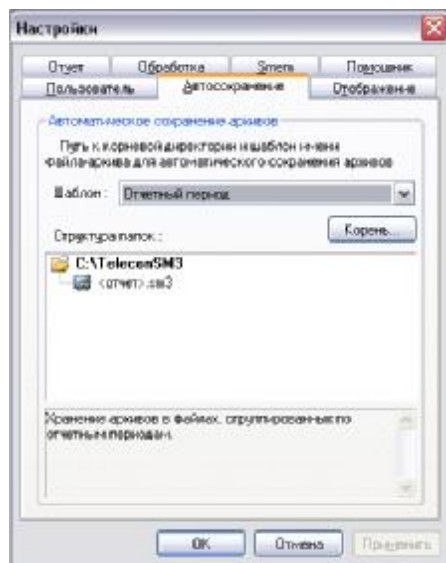 Настройки
Отчет Обработка Smem Помощник
Пользователь Автосохранение Отображение
Автоматическое сохранение архивов
Путь к корневой директории и шаблон имени
файла-архива для автоматического сохранения архивов
Шаблон: Отчетный период
Структура папок: Корень...
C:\TeleconSM3
<отчет>.sm3
Хранение архивов в файлах, сгруппированных по
отчетным периодам.
OK Отмена Применить